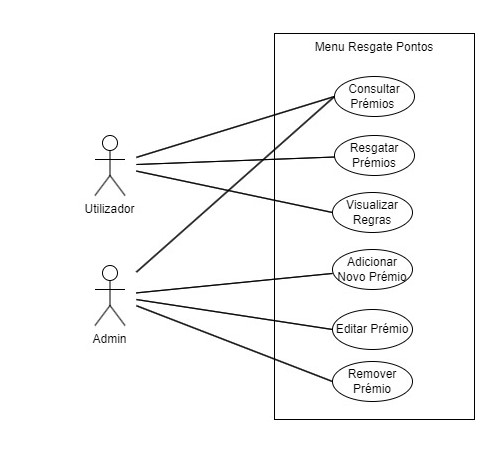 Menu Resgate Pontos
Consultar
Prémios
Resgatar
Prémios
Utilizador
Visualizar
Regras
Adicionar
Novo Prémio
Admin
Editar Prémio
Remover
Prémio